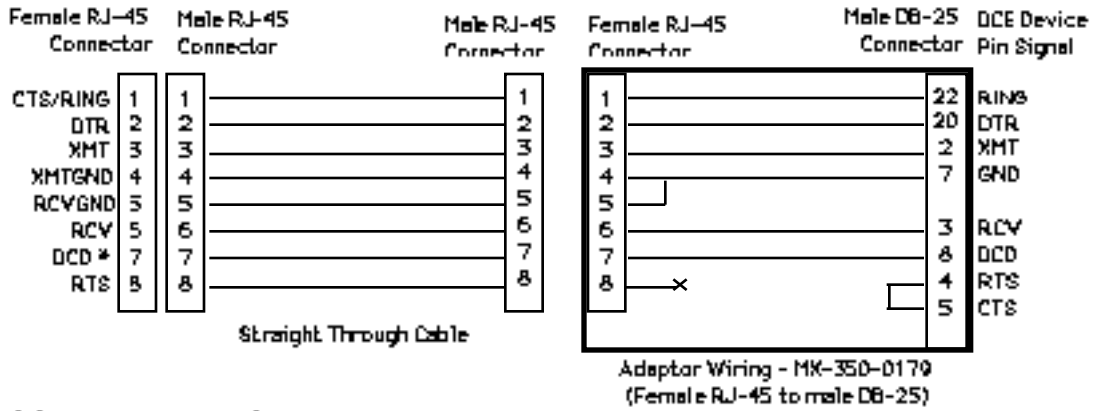 Female RJ-45 Connector
Male RJ-45 Connector
Male RJ-45 Connector
Female RJ-45 Connector
Male DB-25 Connector
DCE Device Pin Signal
CTS/RING 1 1 1 1 22 RING
DTR 2 2 2 2 20 DTR
XMT 3 3 3 3 2 XMT
XMTGND 4 4 4 4 7 GND
RCVGND 5 5 5 5
RCV 5 6 6 6 3 RCV
DCD * 7 7 7 7 8 DCD
RTS 8 8 8 8 4 RTS
5 CTS
Straight Through Cable
Adaptor Wiring - MX-350-0179
(Female RJ-45 to male DB-25)